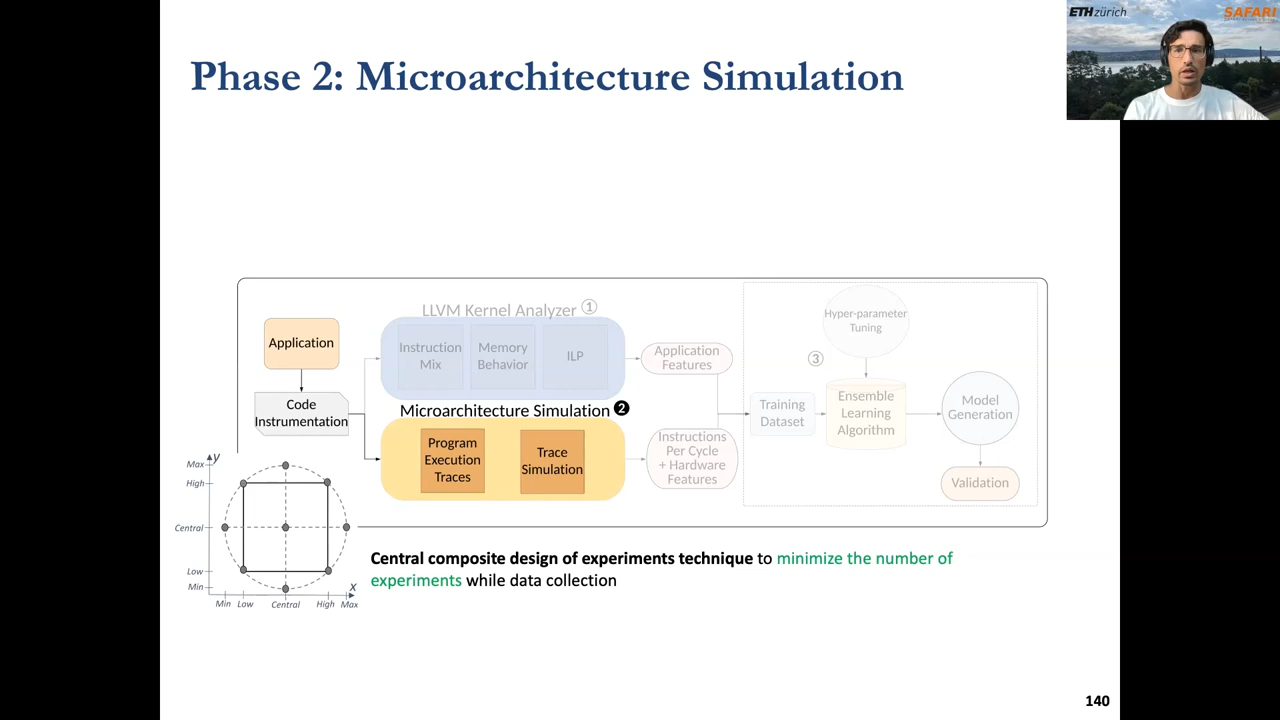 ETH zürich
SAFARI
Phase 2: Microarchitecture Simulation
LLVM Kernel Analyzer ①
Application
Instruction
Mix
Memory
Behavior
ILP
Application
Features
Hyper-parameter
Tuning
③
Code
Instrumentation
Microarchitecture Simulation ❷
Program
Execution
Traces
Trace
Simulation
Instructions
Per Cycle
+ Hardware
Features
Training
Dataset
Ensemble
Learning
Algorithm
Model
Generation
Validation
y
Max
High
Central
Low
Min
x
Min Low Central High Max
Central composite design of experiments technique to minimize the number of
experiments while data collection
140